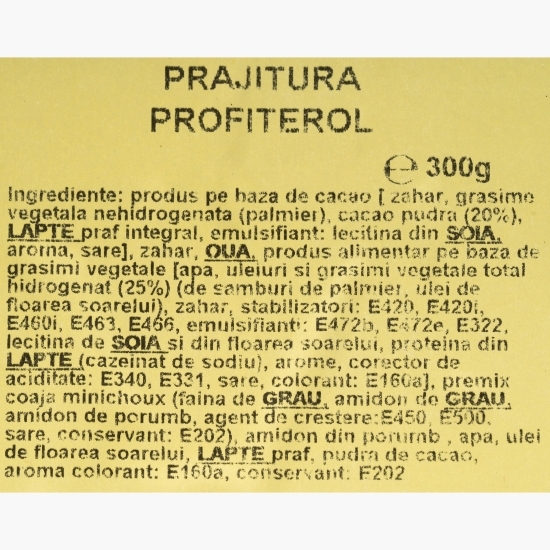 PRAJITURA
PROFITEROL
℮ 300g
Ingrediente: produs pe baza de cacao [ zahar, grasime
vegetala nehidrogenata (palmier), cacao pudra (20%),
LAPTE praf integral, emulsifiant: lecitina din SOIA,
aroma, sare], zahar, OUA, produs alimentar pe baza de
grasimi vegetale [apa, uleiuri si grasimi vegetale total
hidrogenat (25%) (de samburi de palmier, ulei de
floarea soarelui), zahar, stabilizatori: E420, E420i,
E460i, E463, E466, emulsifianti: E472b, E472e, E322,
lecitina de SOIA si din floarea soarelui, proteina din
LAPTE (cazeinat de sodiu), arome, corector de
aciditate: E340, E331, sare, colorant: E160a], premix
coaja minichoux (faina de GRAU, amidon de GRAU,
amidon de porumb, agent de crestere:E450, E500,
sare, conservant: E202), amidon din porumb , apa, ulei
de floarea soarelui, LAPTE praf, pudra de cacao,
aroma colorant: E160a, conservant: E202